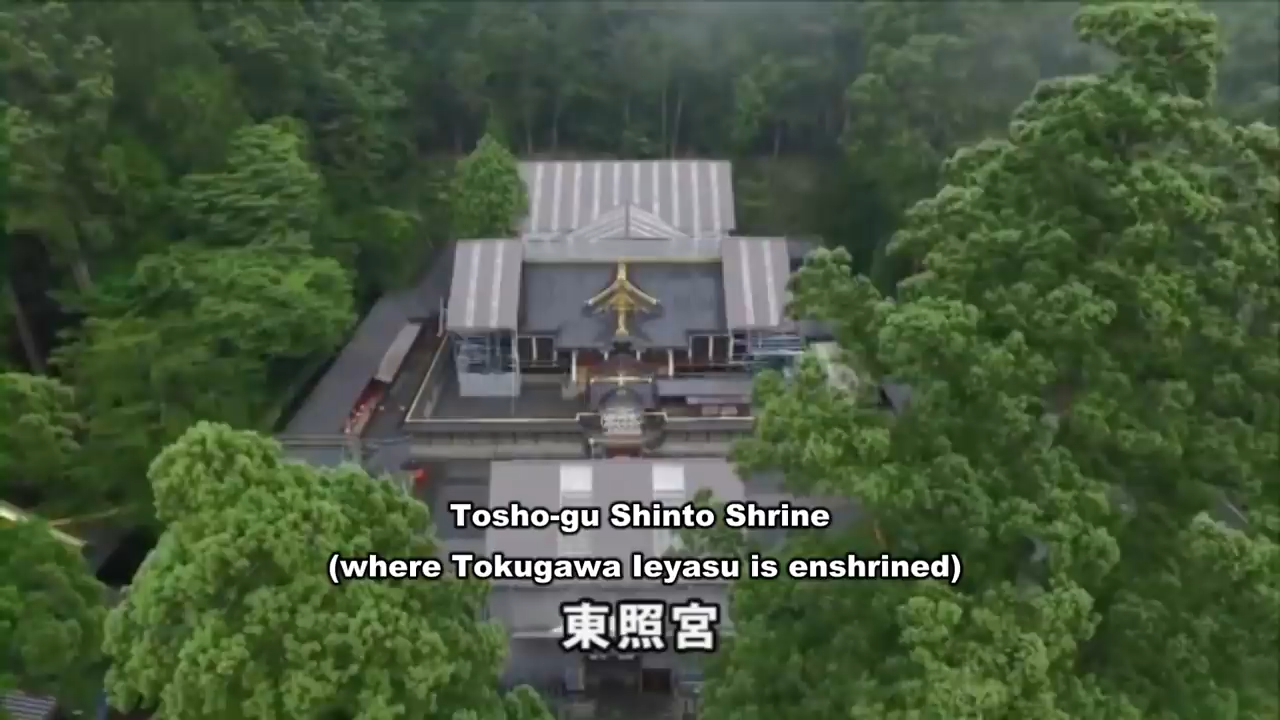 Tosho-gu Shinto Shrine
(where Tokugawa Ieyasu is enshrined)
東照宮